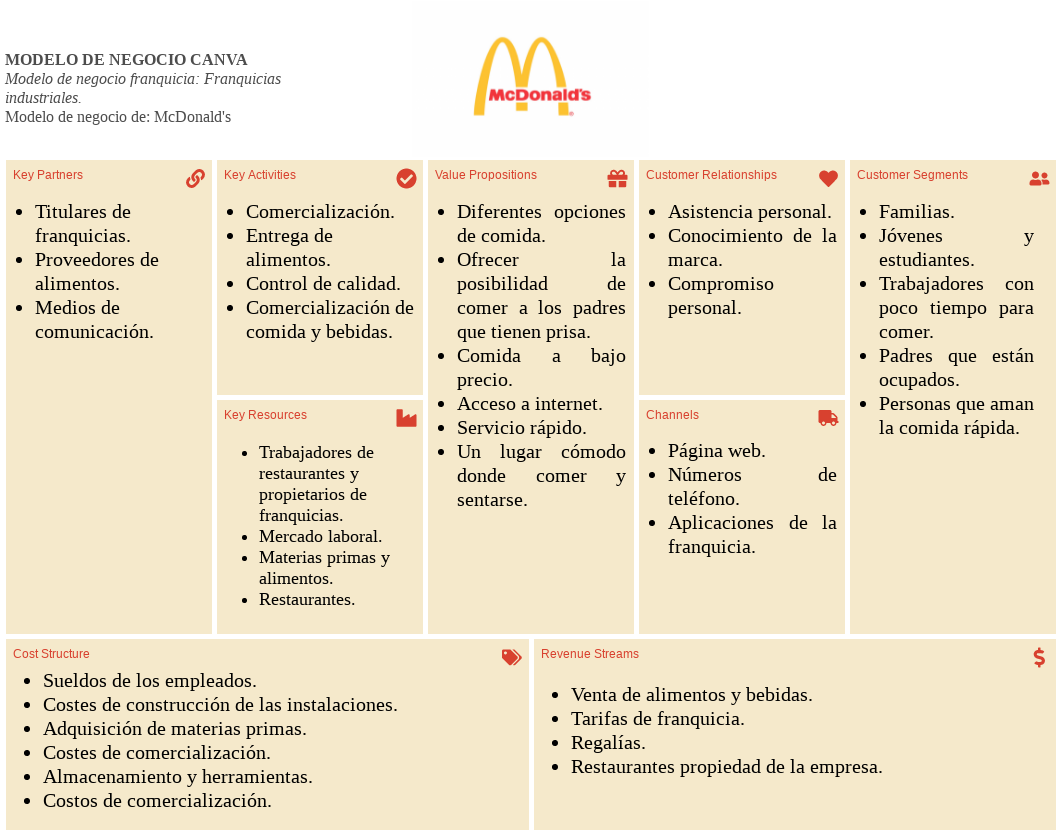 MODELO DE NEGOCIO CANVA
Modelo de negocio franquicia: Franquicias
industriales.
Modelo de negocio de: McDonald's
McDonald's
Key Partners
Titulares de
franquicias.
Proveedores de
alimentos.
Medios de
comunicación.
Key Activities
Comercialización.
Entrega de
alimentos.
Control de calidad.
Comercialización de
comida y bebidas.
Key Resources
Trabajadores de
restaurantes y
propietarios de
franquicias.
Mercado laboral.
Materias primas y
alimentos.
Restaurantes.
Value Propositions
Diferentes opciones
de comida.
Ofrecer la
posibilidad de
comer a los padres
que tienen prisa.
Comida a bajo
precio.
Acceso a internet.
Servicio rápido.
Un lugar cómodo
donde comer y
sentarse.
Customer Relationships
Asistencia personal.
Conocimiento de la
marca.
Compromiso
personal.
Channels
Página web.
Números de
teléfono.
Aplicaciones de la
franquicia.
Customer Segments
Familias.
Jóvenes y
estudiantes.
Trabajadores con
poco tiempo para
comer.
Padres que están
ocupados.
Personas que aman
la comida rápida.
Cost Structure
Sueldos de los empleados.
Costes de construcción de las instalaciones.
Adquisición de materias primas.
Costes de comercialización.
Almacenamiento y herramientas.
Costos de comercialización.
Revenue Streams
Venta de alimentos y bebidas.
Tarifas de franquicia.
Regalías.
Restaurantes propiedad de la empresa.